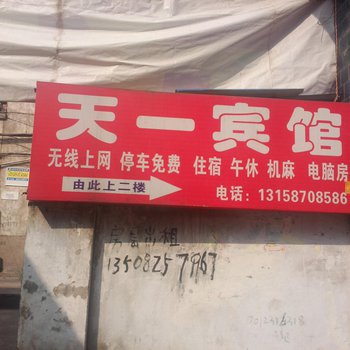 天一宾馆
无线上网 停车免费 住宿 午休 机麻 电脑房
由此上二楼
电话：13158708586
房屋出租
13508257967